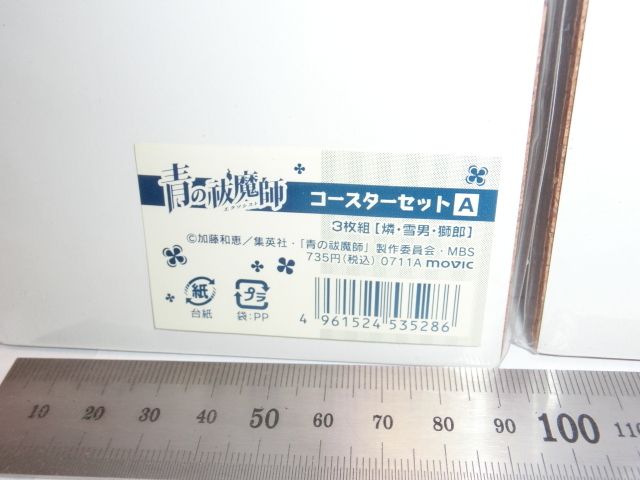 青の祓魔師
エクソシスト
コースターセット A
3枚組【燐・雪男・獅郎】
©加藤和恵／集英社・「青の祓魔師」製作委員会・MBS
735円(税込) 0711A movic
紙 プラ
台紙 袋:PP
4 961524 535286
10 20 30 40 50 60 70 80 90 100 110